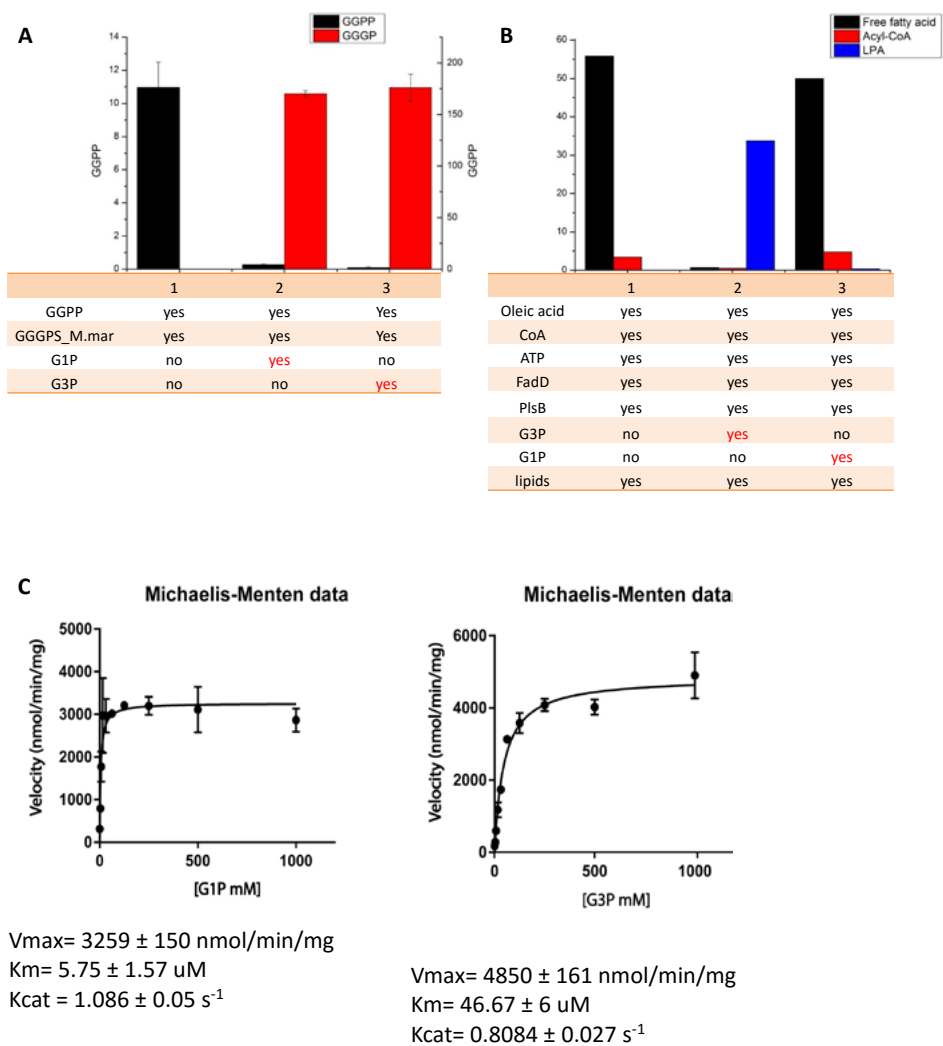 A
GGPP
GGGP
14
12
10
8
6
4
2
0
GGPP
200
150
100
50
0
GGPP
1 2 3
GGPP yes yes Yes
GGGPS_M.mar yes yes Yes
G1P no yes no
G3P no no yes
B
Free fatty acid
Acyl-CoA
LPA
60
50
40
30
20
10
0
1 2 3
Oleic acid yes yes yes
CoA yes yes yes
ATP yes yes yes
FadD yes yes yes
PlsB yes yes yes
G3P no yes no
G1P no no yes
lipids yes yes yes
C
Michaelis-Menten data
5000
4000
3000
2000
1000
0
Velocity (nmol/min/mg)
0 500 1000
[G1P mM]
Vmax= 3259 ± 150 nmol/min/mg
Km= 5.75 ± 1.57 uM
Kcat = 1.086 ± 0.05 s⁻¹
Michaelis-Menten data
6000
4000
2000
0
Velocity (nmol/min/mg)
0 500 1000
[G3P mM]
Vmax= 4850 ± 161 nmol/min/mg
Km= 46.67 ± 6 uM
Kcat= 0.8084 ± 0.027 s⁻¹